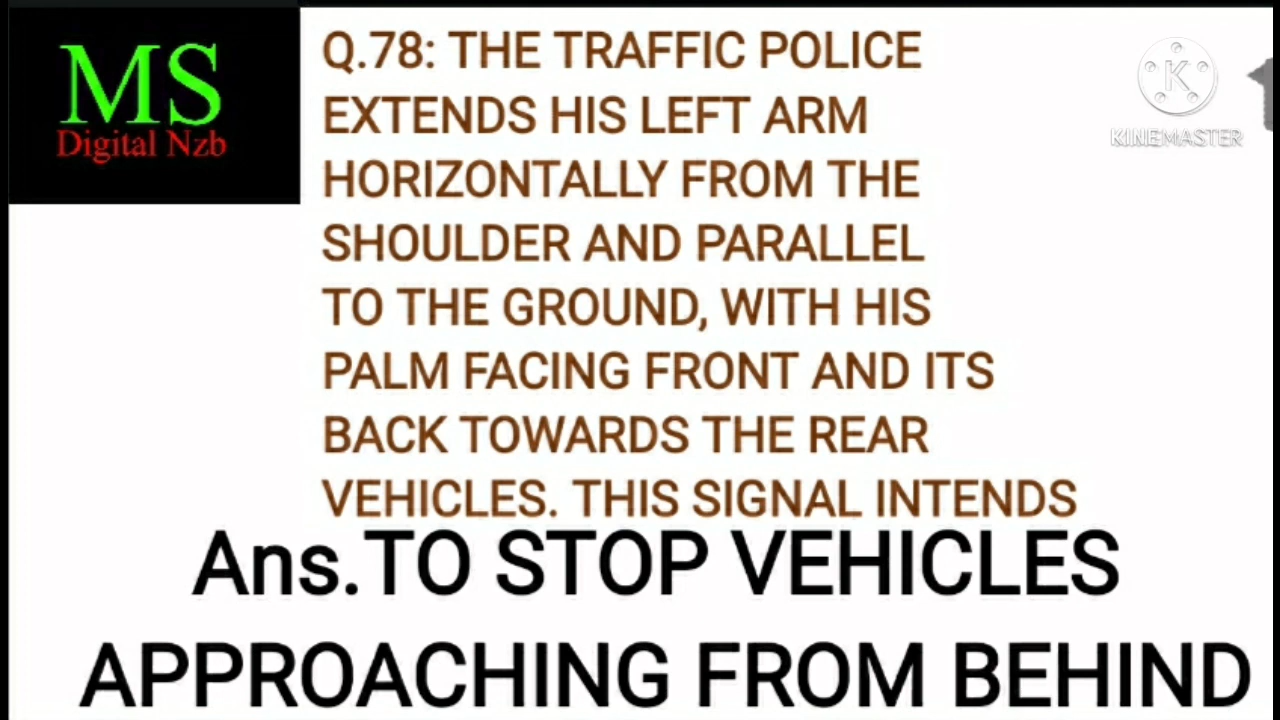 MS
Digital Nzb
Q.78: THE TRAFFIC POLICE
EXTENDS HIS LEFT ARM
HORIZONTALLY FROM THE
SHOULDER AND PARALLEL
TO THE GROUND, WITH HIS
PALM FACING FRONT AND ITS
BACK TOWARDS THE REAR
VEHICLES. THIS SIGNAL INTENDS
Ans.TO STOP VEHICLES
APPROACHING FROM BEHIND
K
KINEMASTER